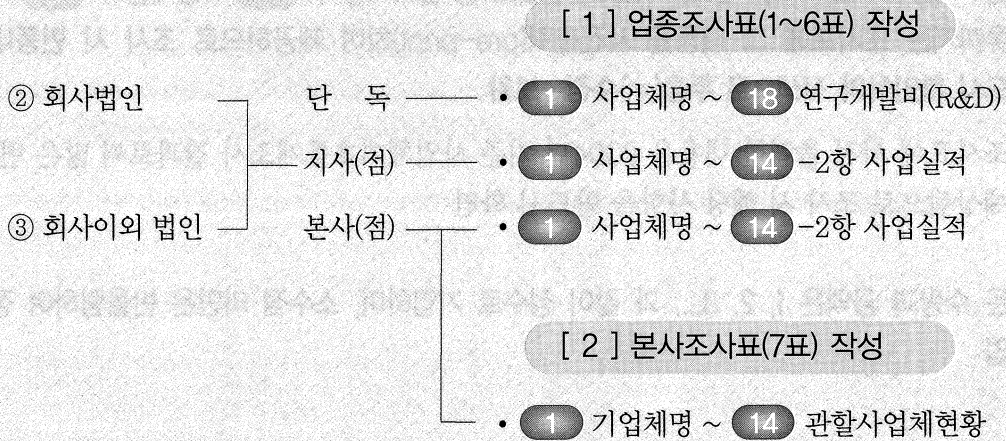 [ 1 ] 업종조사표(1~6표) 작성
② 회사법인 단 독 • 1 사업체명 ~ 18 연구개발비(R&D)
지사(점) • 1 사업체명 ~ 14 -2항 사업실적
③ 회사이외 법인 본사(점) • 1 사업체명 ~ 14 -2항 사업실적
[ 2 ] 본사조사표(7표) 작성
• 1 기업체명 ~ 14 관할사업체현황